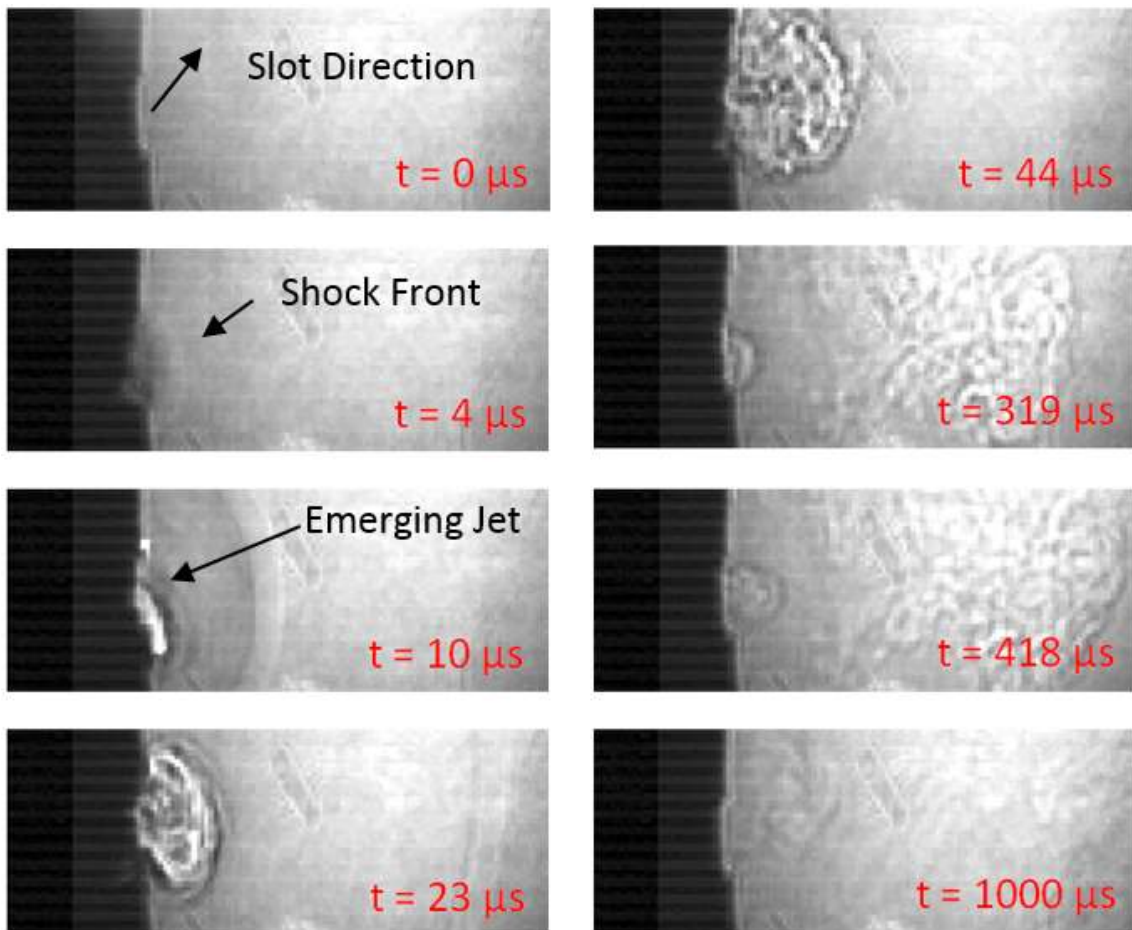 Slot Direction
t = 0 μs
Shock Front
t = 4 μs
Emerging Jet
t = 10 μs
t = 23 μs
t = 44 μs
t = 319 μs
t = 418 μs
t = 1000 μs